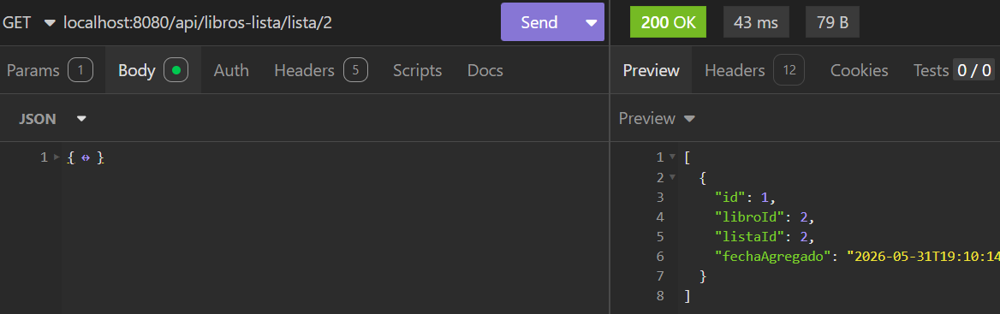 GET localhost:8080/api/libros-lista/lista/2 Send 200 OK 43 ms 79 B
Params 1 Body Auth Headers 5 Scripts Docs Preview Headers 12 Cookies Tests 0 / 0
JSON Preview
1 { ↔ } 1 [
2 {
3 "id": 1,
4 "libroId": 2,
5 "listaId": 2,
6 "fechaAgregado": "2026-05-31T19:10:14
7 }
8 ]